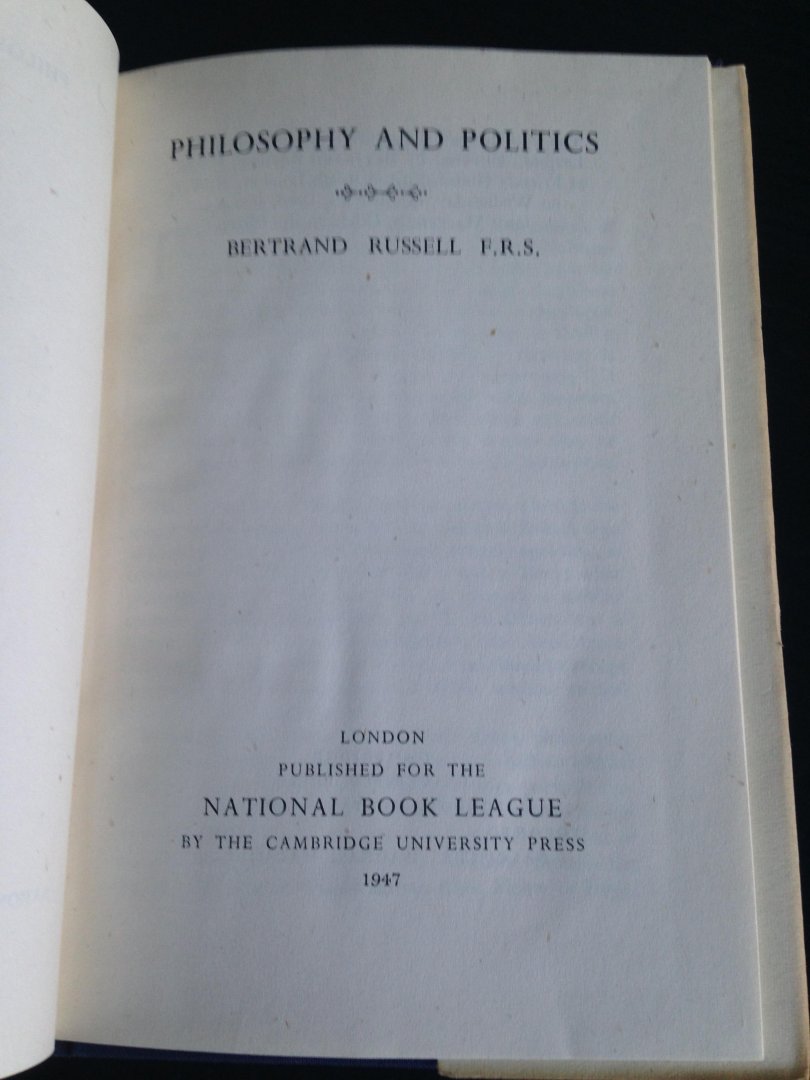 PHILOSOPHY AND POLITICS
BERTRAND RUSSELL F.R.S.
LONDON
PUBLISHED FOR THE
NATIONAL BOOK LEAGUE
BY THE CAMBRIDGE UNIVERSITY PRESS
1947